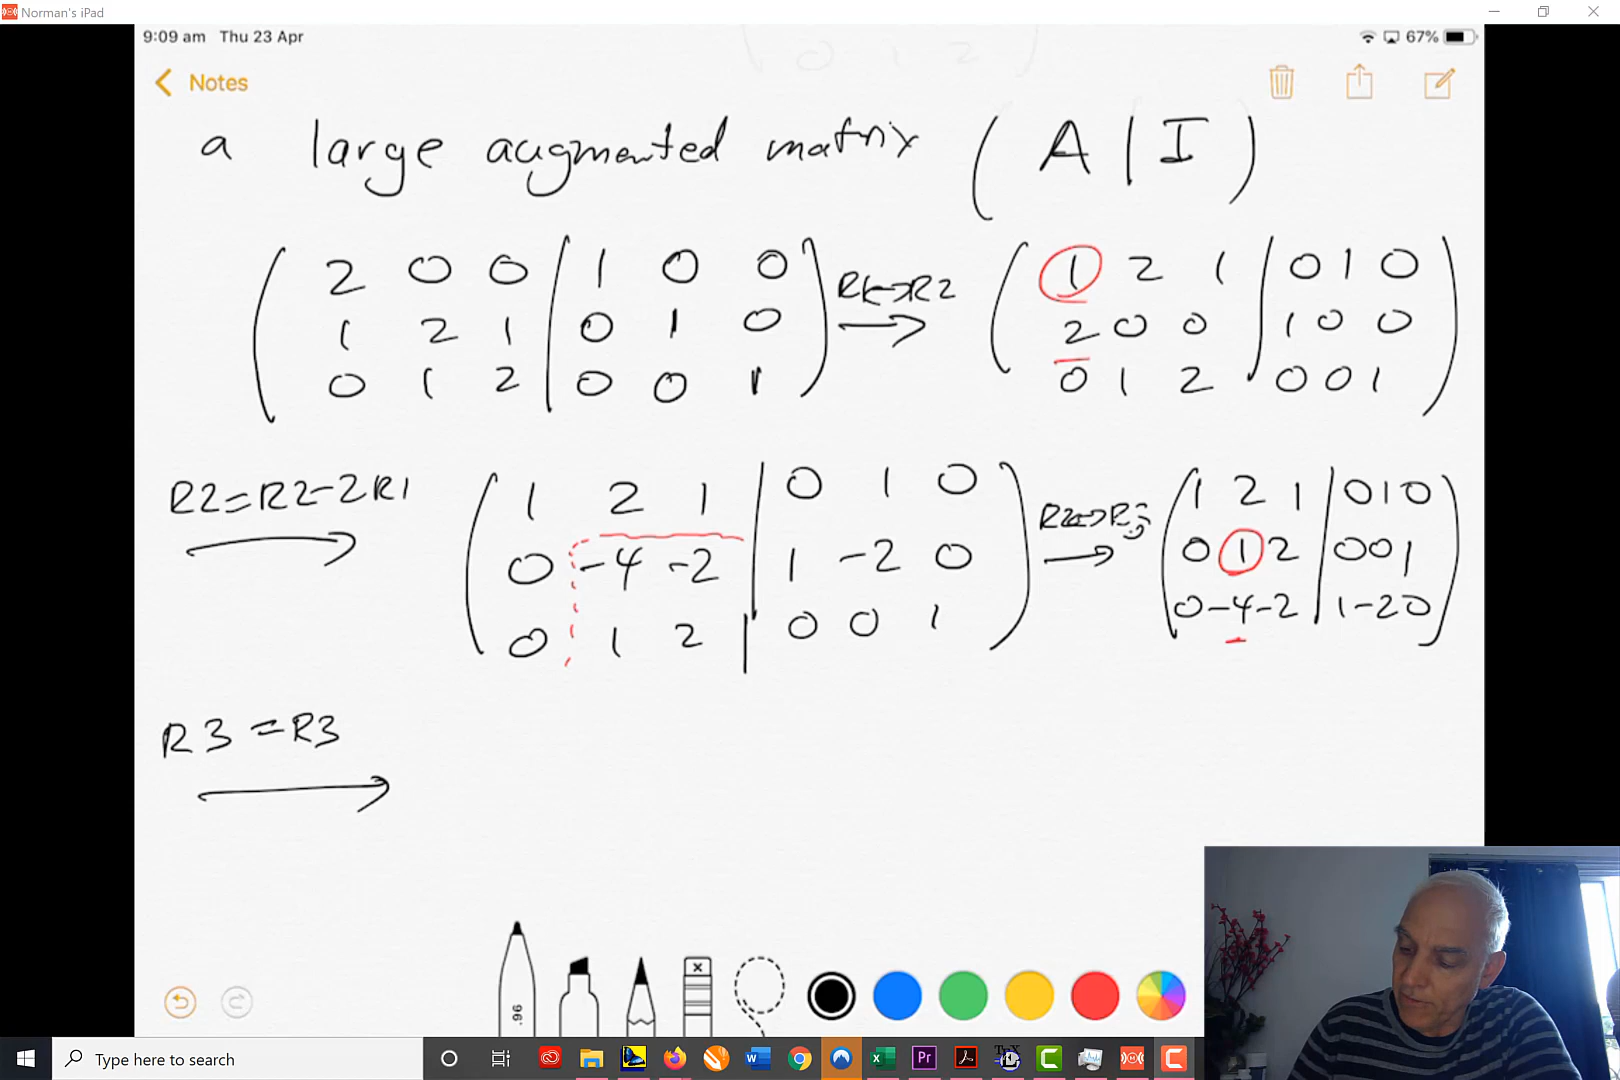 Norman's iPad
9:09 am Thu 23 Apr
67%
Notes
a large augmented matrix ( A | I )
( 2 0 0 | 1 0 0 ) R1<->R2 ( 1 2 1 | 0 1 0 )
1 2 1 | 0 1 0 → 2 0 0 | 1 0 0
0 1 2 | 0 0 1 0 1 2 | 0 0 1
R2=R2-2R1 ( 1 2 1 | 0 1 0 ) R2<->R3 ( 1 2 1 | 0 1 0 )
→ 0 -4 -2 | 1 -2 0 → 0 1 2 | 0 0 1
0 1 2 | 0 0 1 0 -4 -2 | 1 -2 0
R3=R3
→
.96
Type here to search